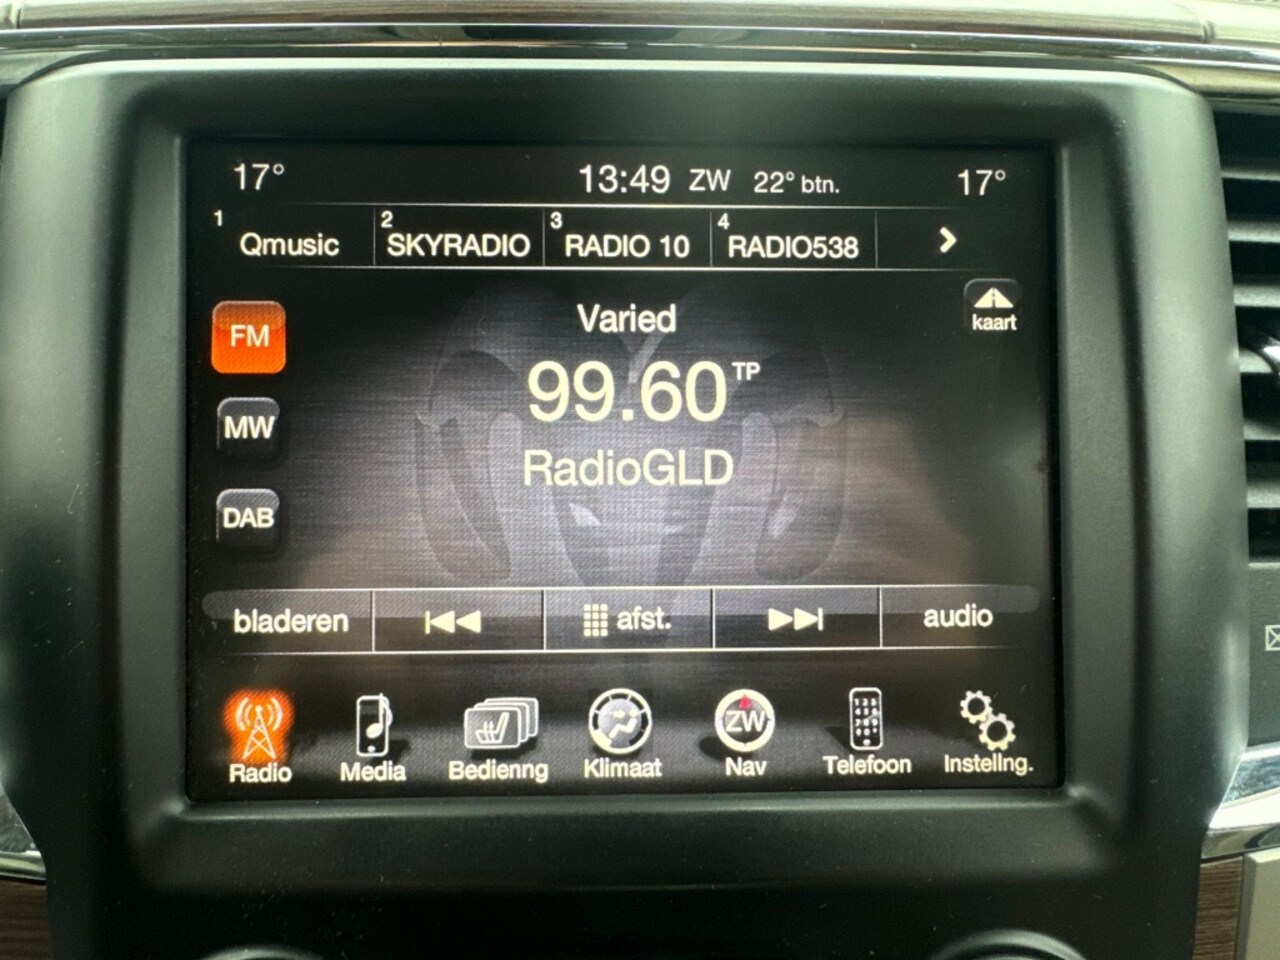 17° 13:49 ZW 22° btn. 17°
1 Qmusic 2 SKYRADIO 3 RADIO 10 4 RADIO538
Varied
kaart
FM
99.60 TP
MW
RadioGLD
DAB
bladeren afst. audio
ZW
Radio Media Bedienng Klimaat Nav Telefoon Instellng.